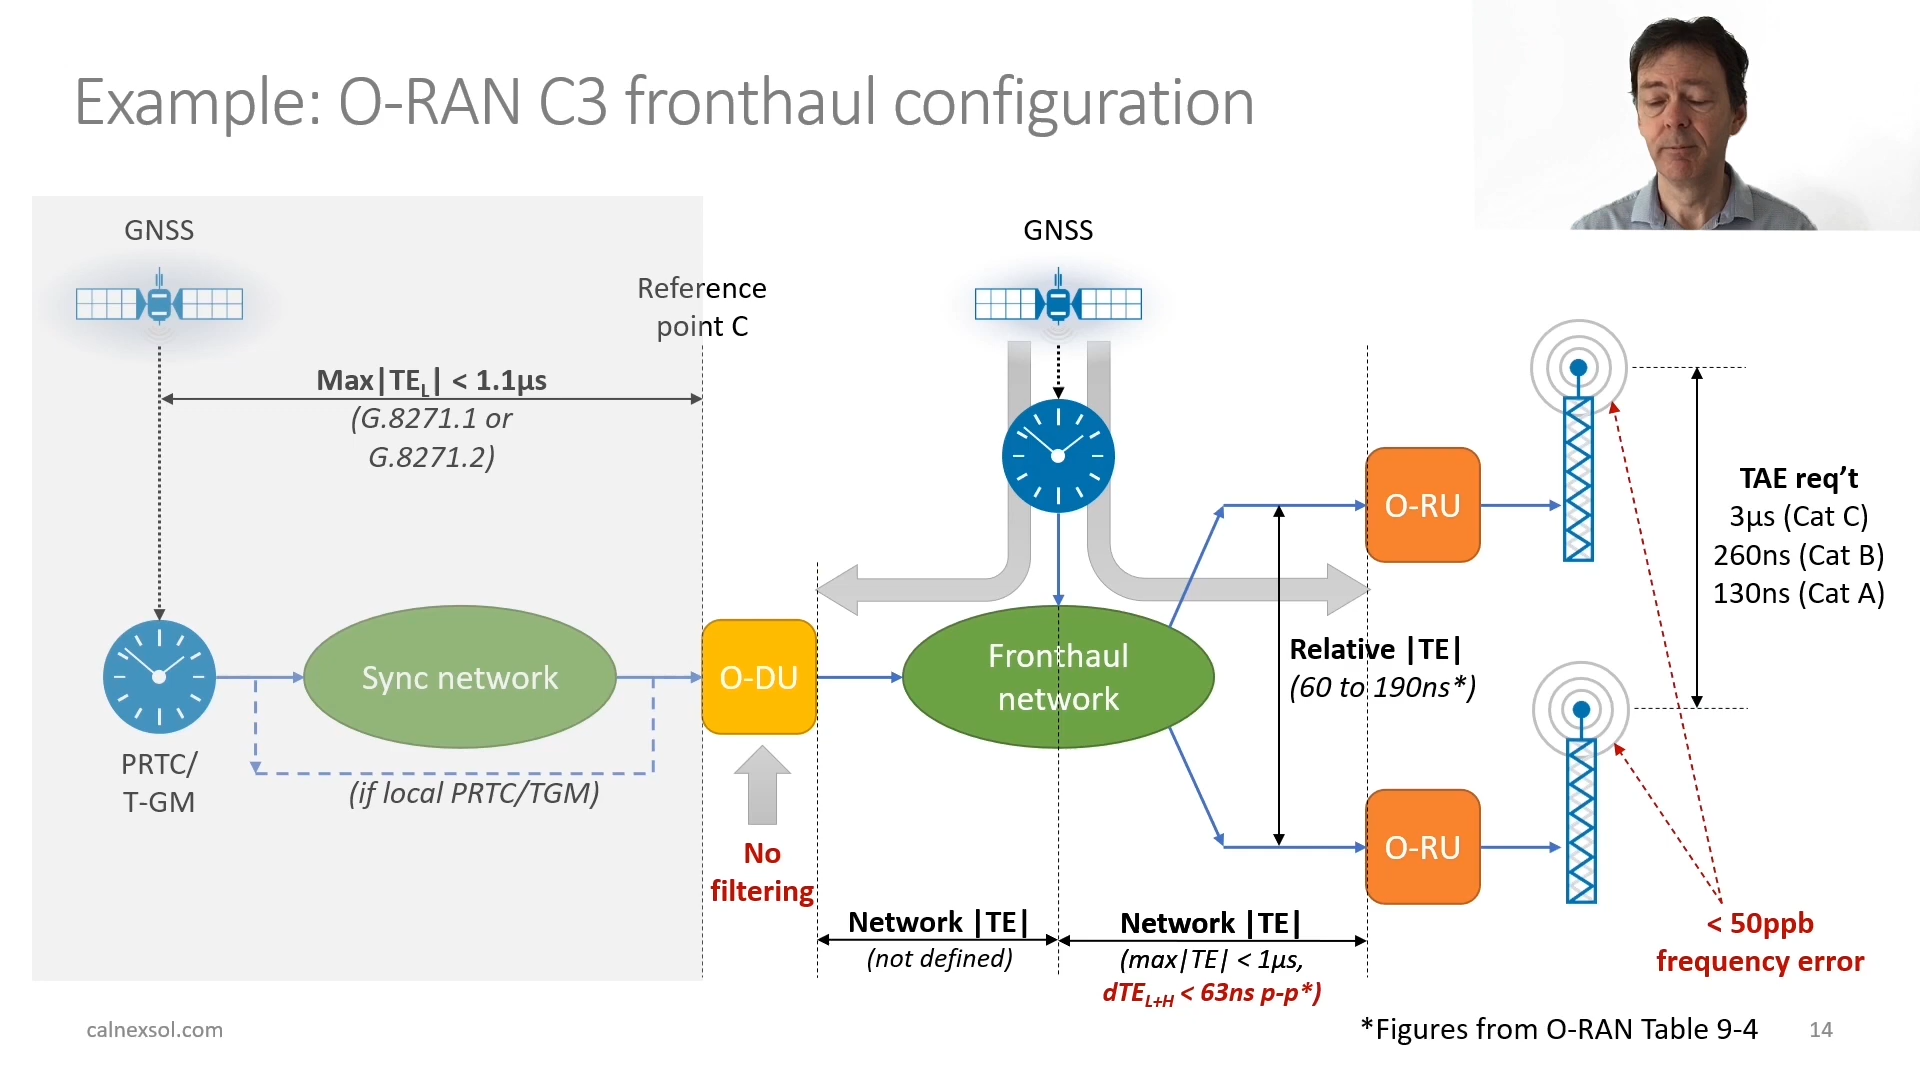 Example: O-RAN C3 fronthaul configuration
GNSS
GNSS
Reference
point C
Max|TEL| < 1.1µs
(G.8271.1 or
G.8271.2)
O-RU
TAE req't
3µs (Cat C)
260ns (Cat B)
130ns (Cat A)
Sync network
O-DU
Fronthaul
network
Relative |TE|
(60 to 190ns*)
PRTC/
T-GM
(if local PRTC/TGM)
No
filtering
O-RU
Network |TE|
(not defined)
Network |TE|
(max|TE| < 1µs,
dTEL+H < 63ns p-p*)
< 50ppb
frequency error
calnexsol.com
*Figures from O-RAN Table 9-4
14